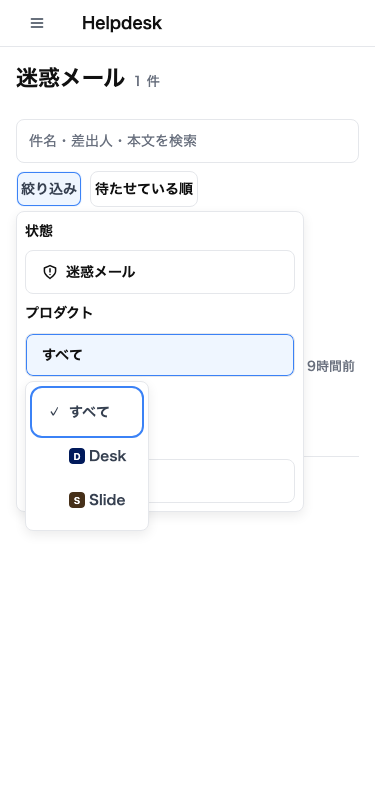 Helpdesk
迷惑メール 1 件
件名・差出人・本文を検索
絞り込み 待たせている順
状態
迷惑メール
プロダクト
すべて
9時間前
✓ すべて
D Desk
S Slide